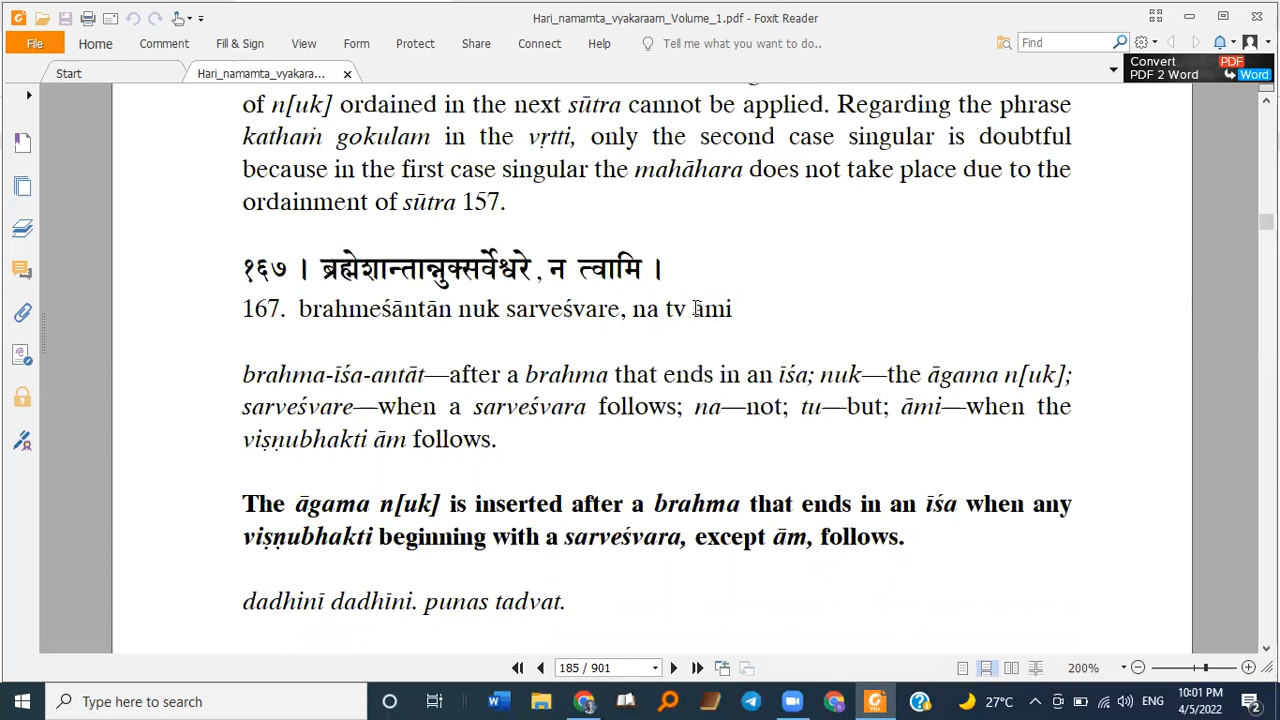 Hari_namamta_vyakaraam_Volume_1.pdf - Foxit Reader
File Home Comment Fill & Sign View Form Protect Share Connect Help Tell me what you want to do.. Find
Start Hari_namamta_vyakara... Convert PDF
PDF 2 Word Word
of n[uk] ordained in the next sūtra cannot be applied. Regarding the phrase
kathaṁ gokulam in the vṛtti, only the second case singular is doubtful
because in the first case singular the mahāhara does not take place due to the
ordainment of sūtra 157.
१६७ । ब्रह्मेशान्तान्नुक्सर्वेश्वरे, न त्वामि ।
167. brahmeśāntān nuk sarveśvare, na tv āmi
brahma-īśa-antāt—after a brahma that ends in an īśa; nuk—the āgama n[uk];
sarveśvare—when a sarveśvara follows; na—not; tu—but; āmi—when the
viṣṇubhakti ām follows.
The āgama n[uk] is inserted after a brahma that ends in an īśa when any
viṣṇubhakti beginning with a sarveśvara, except ām, follows.
dadhinī dadhīni. punas tadvat.
185 / 901 200%
Type here to search 27°C ENG 10:01 PM
4/5/2022 2